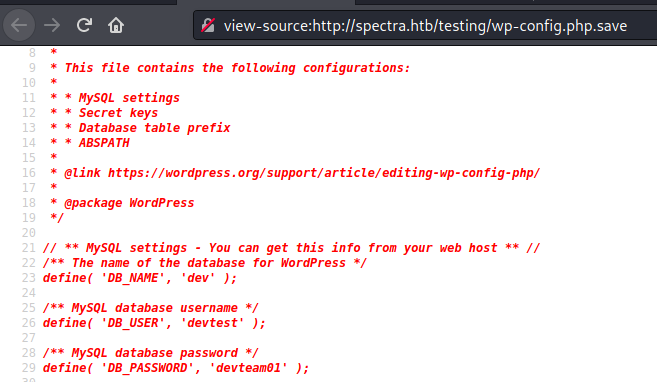 view-source:http://spectra.htb/testing/wp-config.php.save
8 *
9 * This file contains the following configurations:
10 *
11 * * MySQL settings
12 * * Secret keys
13 * * Database table prefix
14 * * ABSPATH
15 *
16 * @link https://wordpress.org/support/article/editing-wp-config-php/
17 *
18 * @package WordPress
19 */
20
21 // ** MySQL settings - You can get this info from your web host ** //
22 /** The name of the database for WordPress */
23 define( 'DB_NAME', 'dev' );
24
25 /** MySQL database username */
26 define( 'DB_USER', 'devtest' );
27
28 /** MySQL database password */
29 define( 'DB_PASSWORD', 'devteam01' );
30